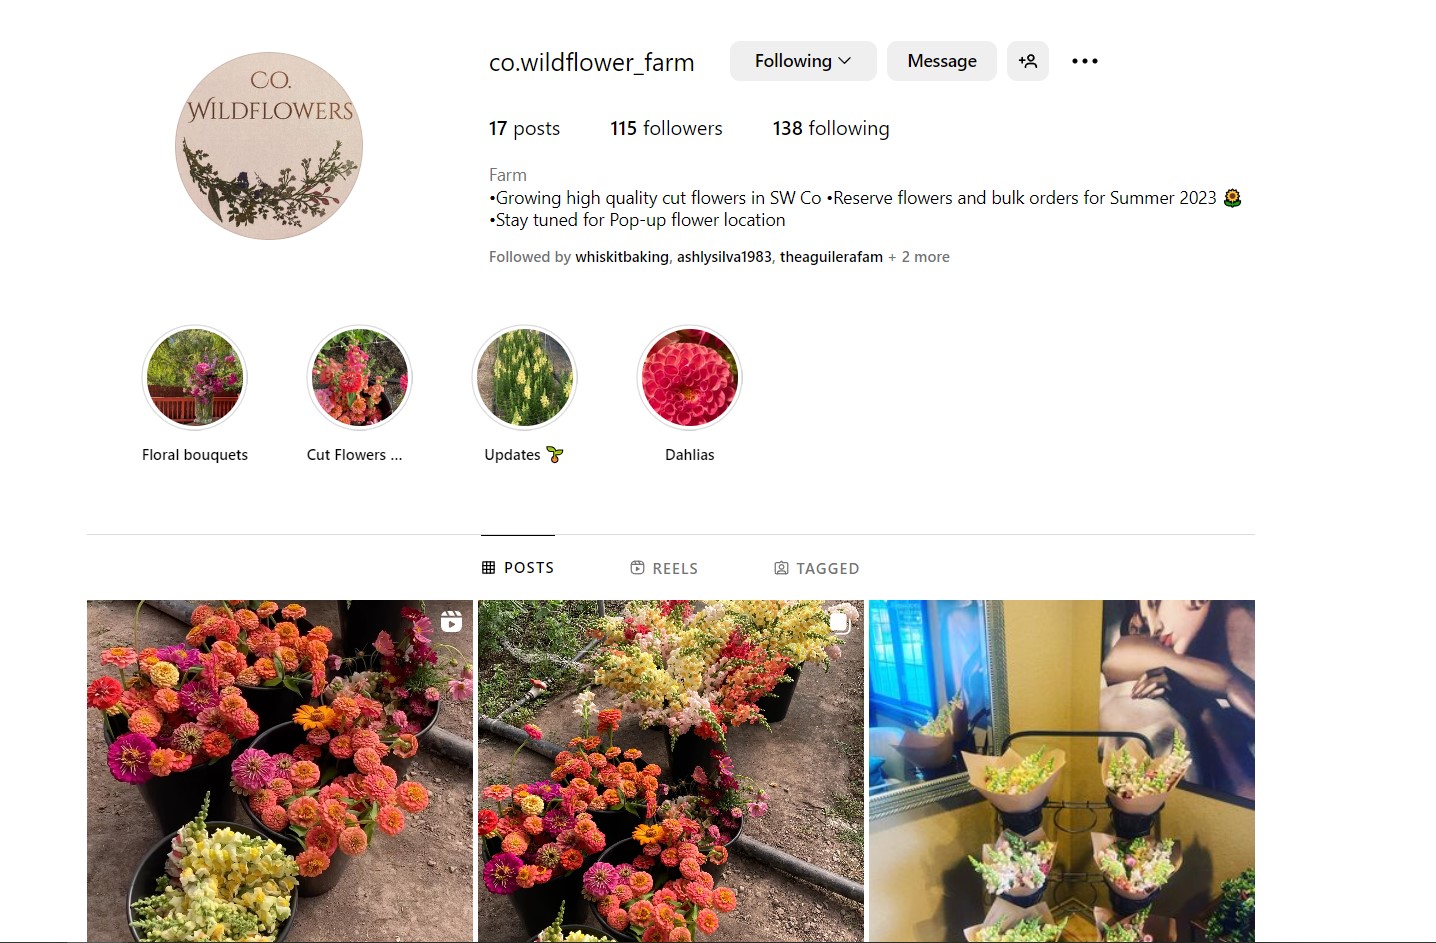 CO.
WILDFLOWERS
co.wildflower_farm Following Message
17 posts 115 followers 138 following
Farm
•Growing high quality cut flowers in SW Co •Reserve flowers and bulk orders for Summer 2023 🌻
•Stay tuned for Pop-up flower location
Followed by whiskitbaking, ashlysilva1983, theaguilerafam + 2 more
Floral bouquets Cut Flowers ... Updates 🌱 Dahlias
POSTS REELS TAGGED